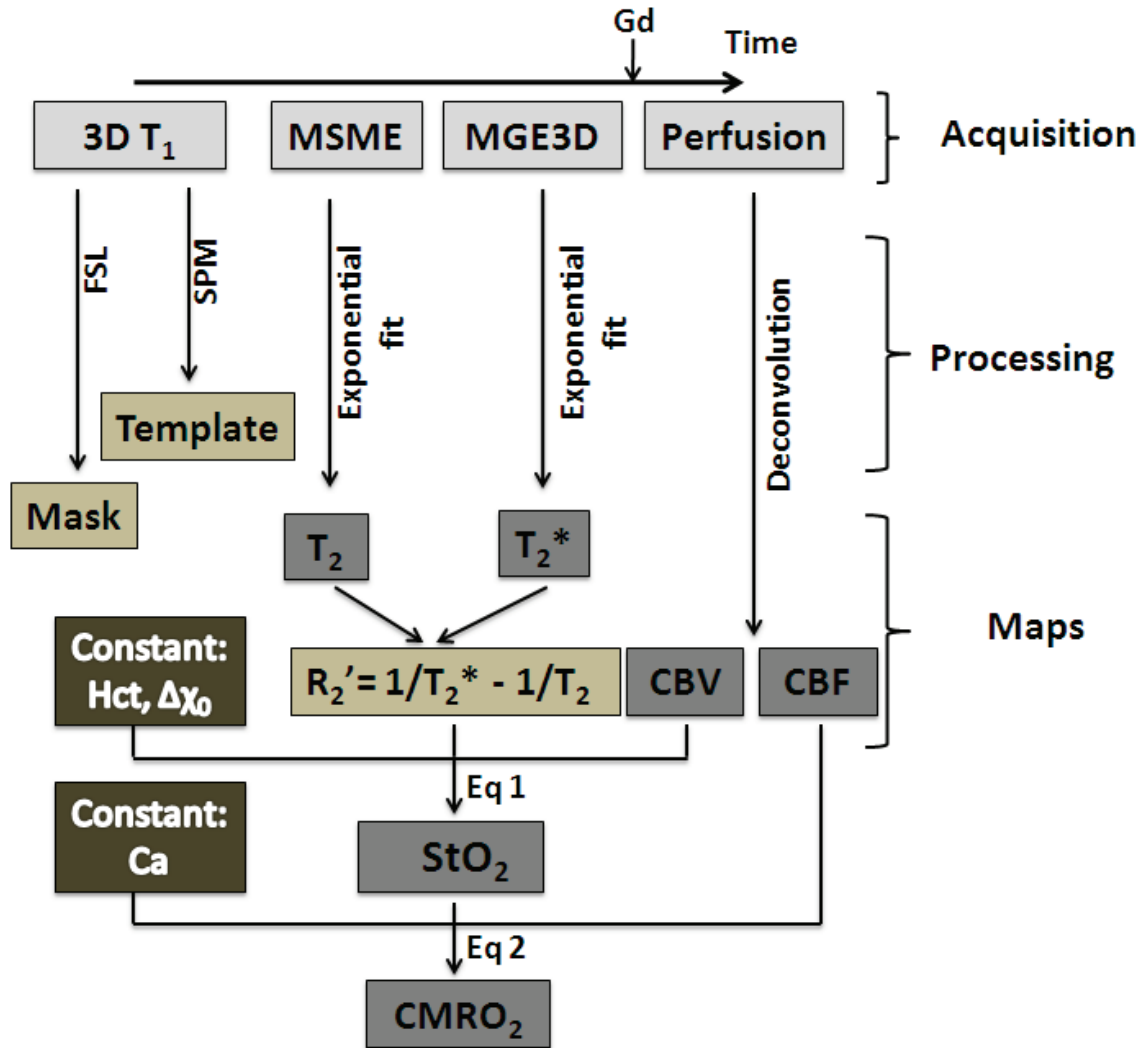 Gd
Time
3D T₁
MSME
MGE3D
Perfusion
Acquisition
FSL
SPM
Exponential
fit
Exponential
fit
Deconvolution
Processing
Template
Mask
T₂
T₂*
Maps
Constant:
Hct, Δχ₀
R₂’= 1/T₂* - 1/T₂
CBV
CBF
Eq 1
Constant:
Ca
StO₂
Eq 2
CMRO₂